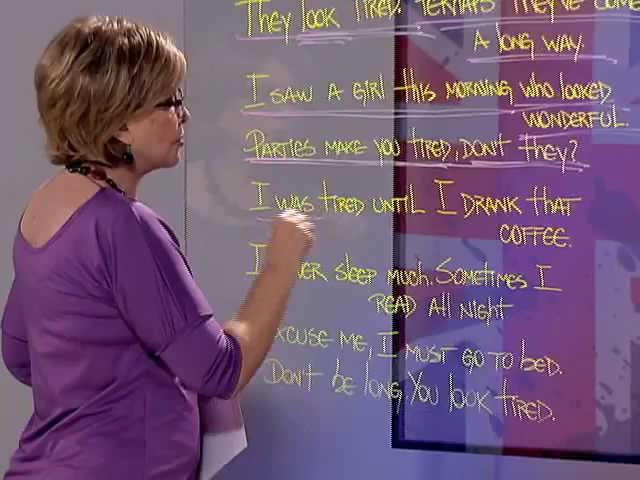 They look tired. Perhaps they've come
a long way.
I saw a girl this morning who looked
wonderful.
Parties make you tired, don't they?
I was tired until I drank that
coffee.
I sleep much. Sometimes I
read all night
me, I must go to bed.
Don't be long. You look tired.